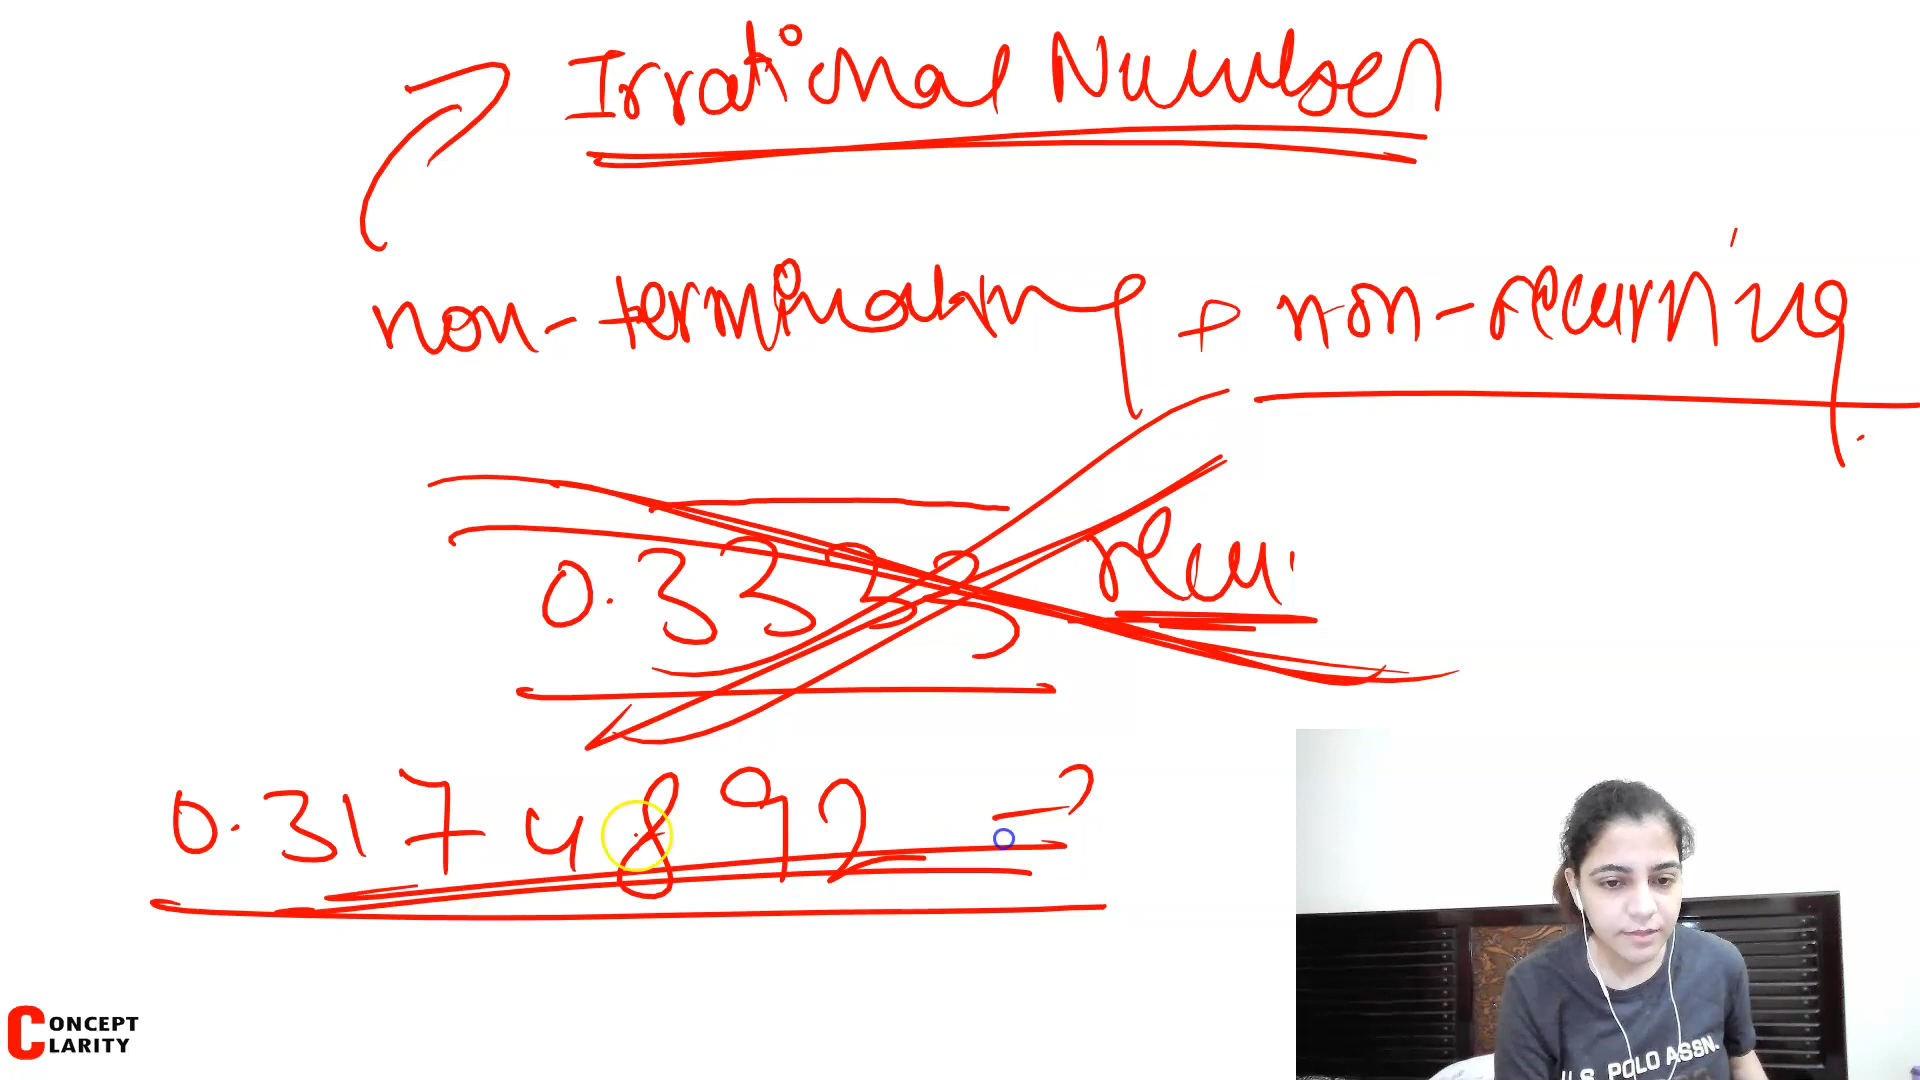 Irrational Number
non-terminating + non-recurring
0.3333 recu.
0.3174892
CONCEPT
CLARITY
U.S. POLO ASSN.